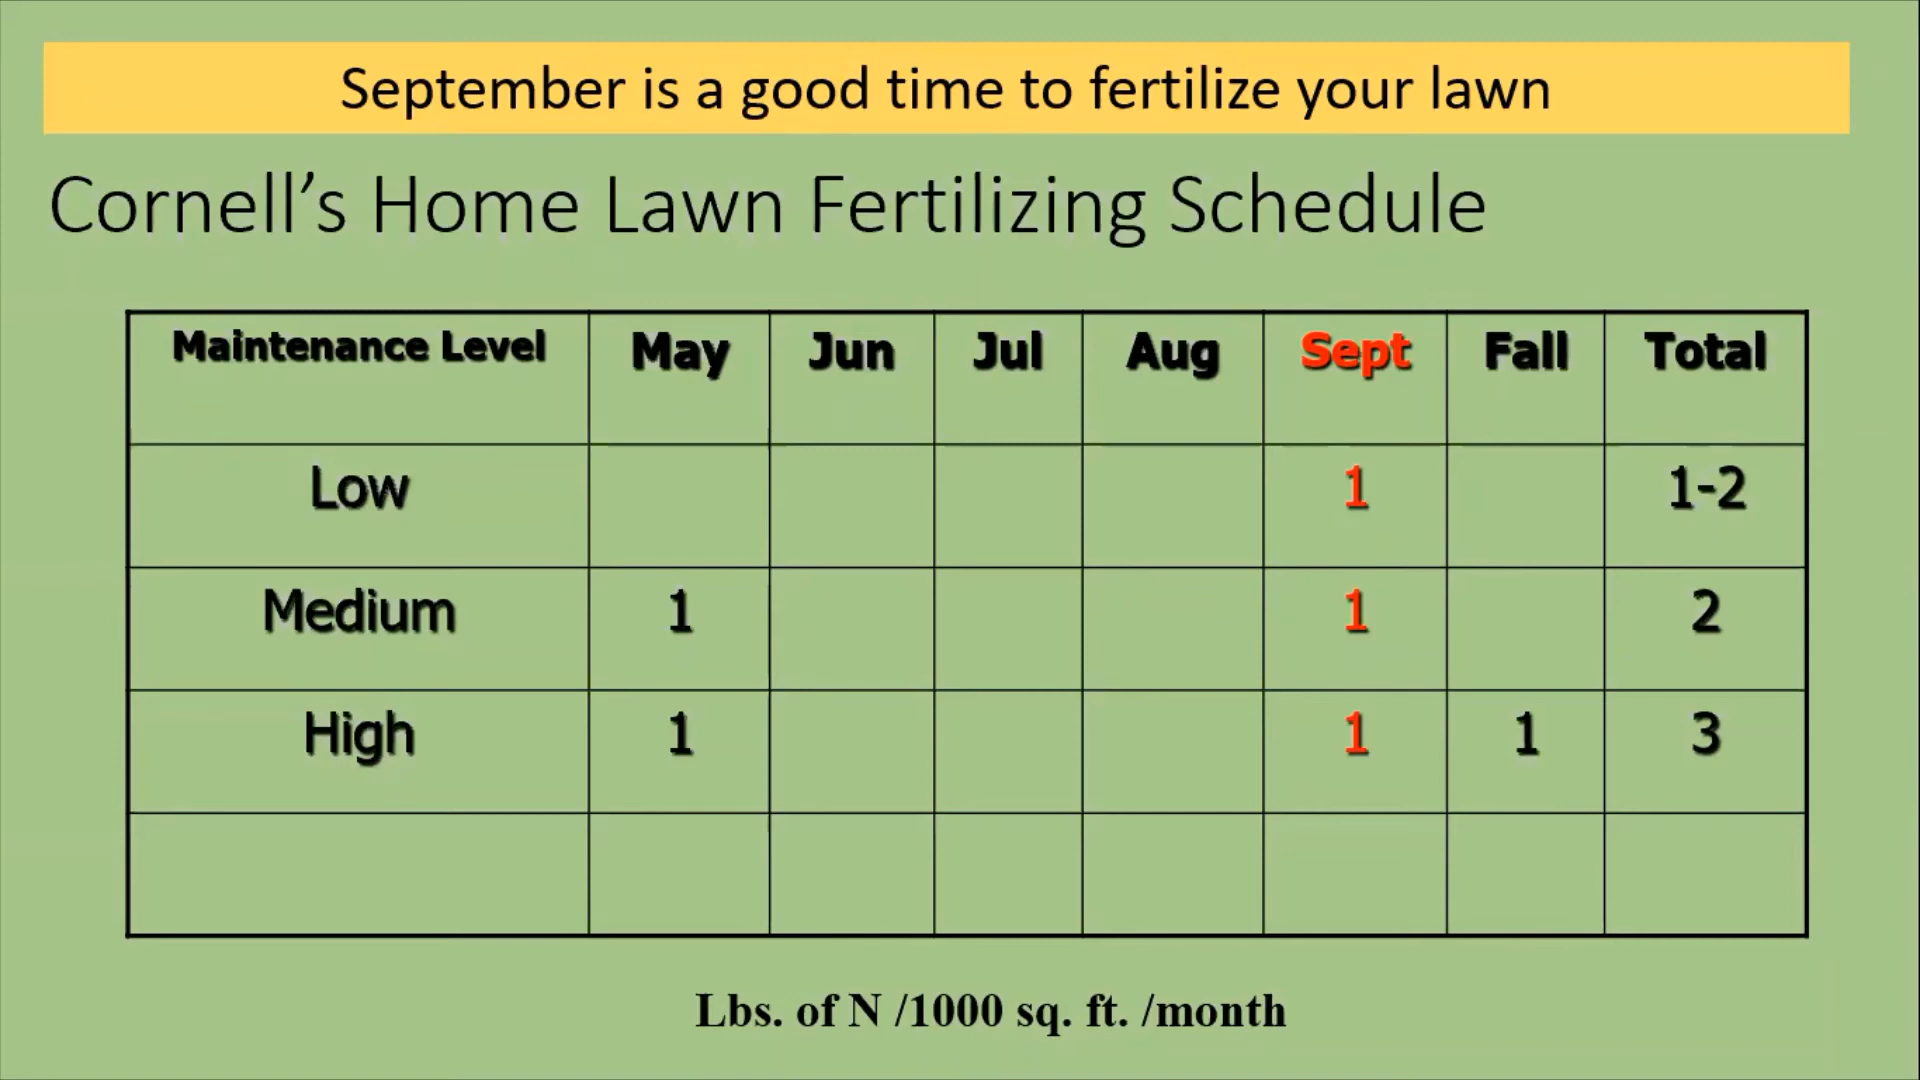 September is a good time to fertilize your lawn
Cornell’s Home Lawn Fertilizing Schedule
Maintenance Level May Jun Jul Aug Sept Fall Total
Low 1 1-2
Medium 1 1 2
High 1 1 1 3
Lbs. of N /1000 sq. ft. /month